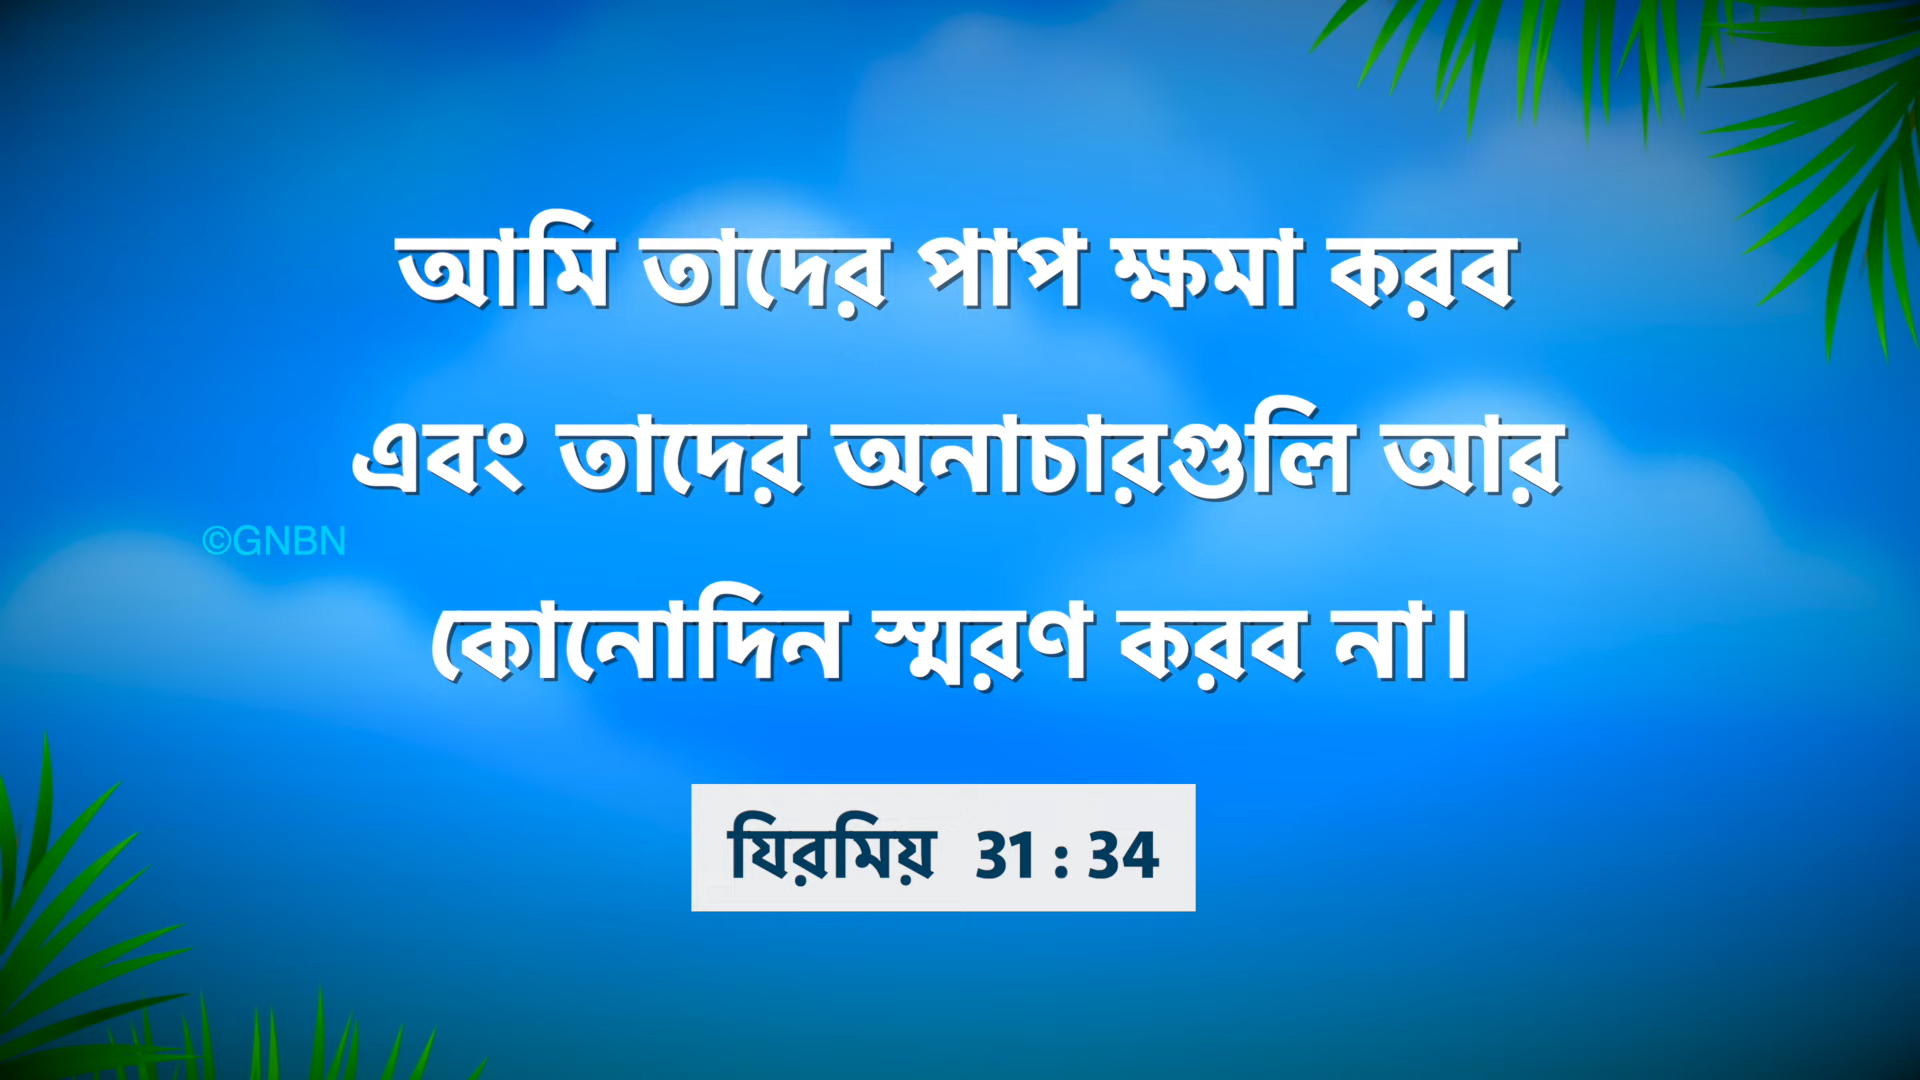 আমি তাদের পাপ ক্ষমা করব
এবং তাদের অনাচারগুলি আর
©GNBN
কোনোদিন স্মরণ করব না।
যিরমিয় 31 : 34